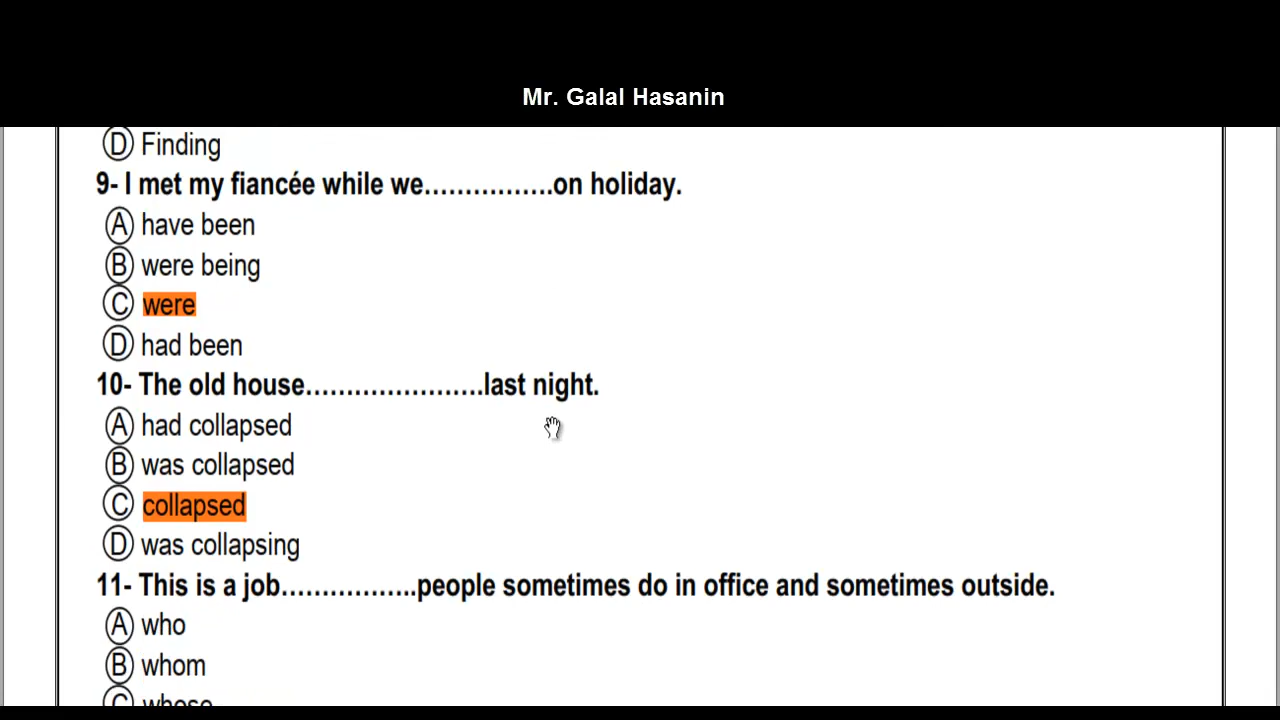 Mr. Galal Hasanin
D Finding
9- I met my fiancée while we…………….on holiday.
A have been
B were being
C were
D had been
10- The old house………………….last night.
A had collapsed
B was collapsed
C collapsed
D was collapsing
11- This is a job……………..people sometimes do in office and sometimes outside.
A who
B whom
C whose